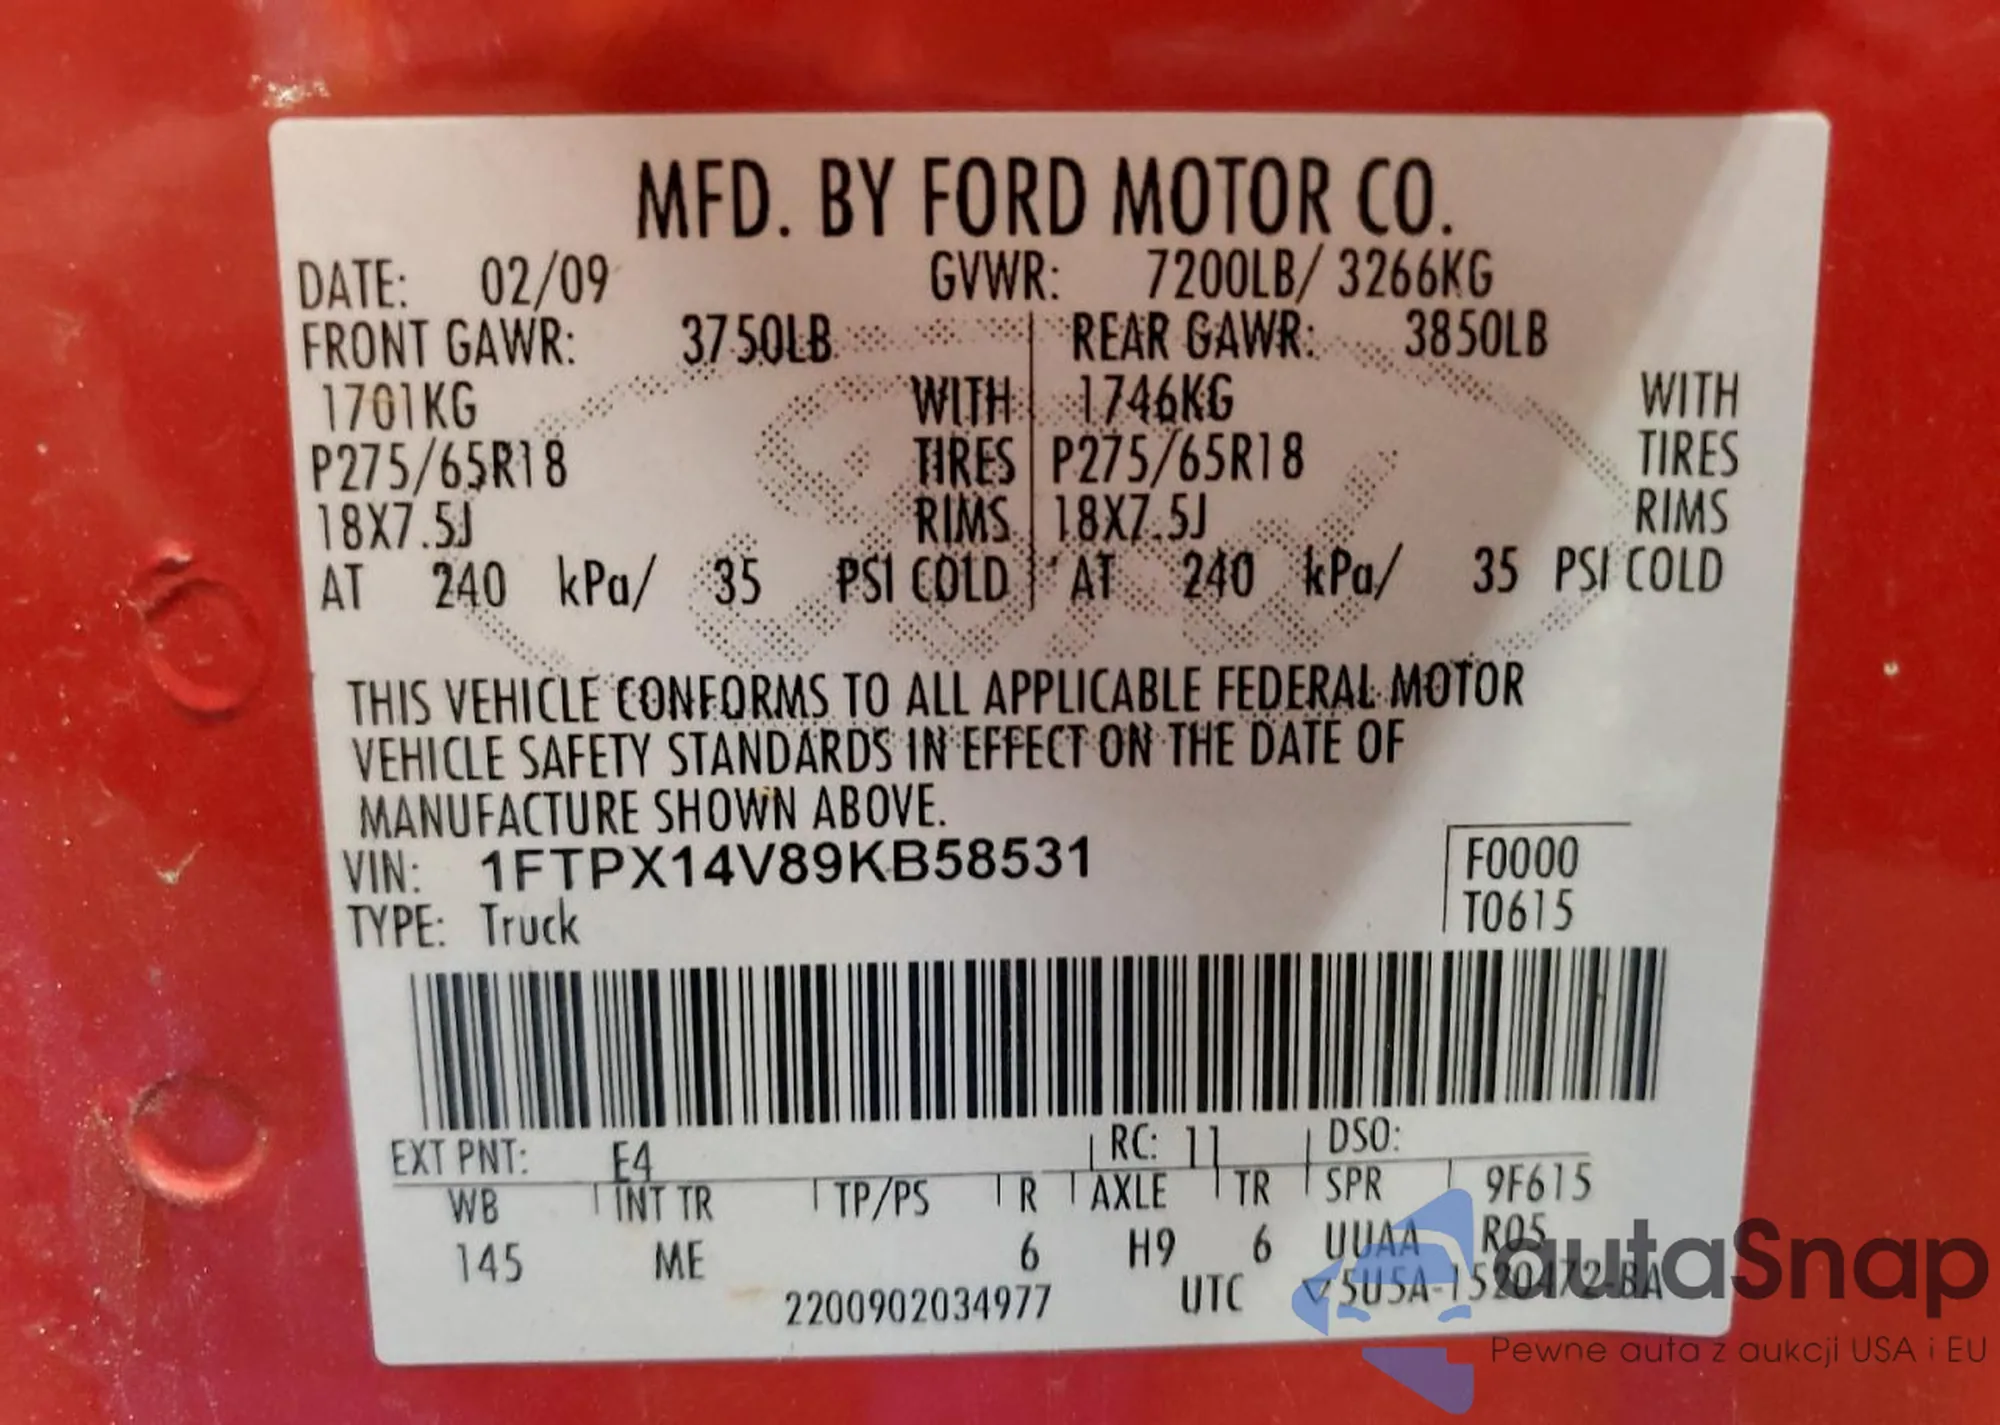 MFD. BY FORD MOTOR CO.
DATE: 02/09 GVWR: 7200LB/ 3266KG
FRONT GAWR: 3750LB REAR GAWR: 3850LB
1701KG WITH 1746KG WITH
P275/65R18 TIRES P275/65R18 TIRES
18X7.5J RIMS 18X7.5J RIMS
AT 240 kPa/ 35 PSI COLD AT 240 kPa/ 35 PSI COLD
THIS VEHICLE CONFORMS TO ALL APPLICABLE FEDERAL MOTOR
VEHICLE SAFETY STANDARDS IN EFFECT ON THE DATE OF
MANUFACTURE SHOWN ABOVE.
VIN: 1FTPX14V89KB58531 F0000
TYPE: Truck T0615
EXT PNT: E4 RC: 11 DSO:
WB INT TR TP/PS R AXLE TR SPR 9F615
145 ME 6 H9 6 UUAA R05
2200902034977 UTC 5U5A-1520472-BA
autaSnap
Pewne auta z aukcji USA i EU